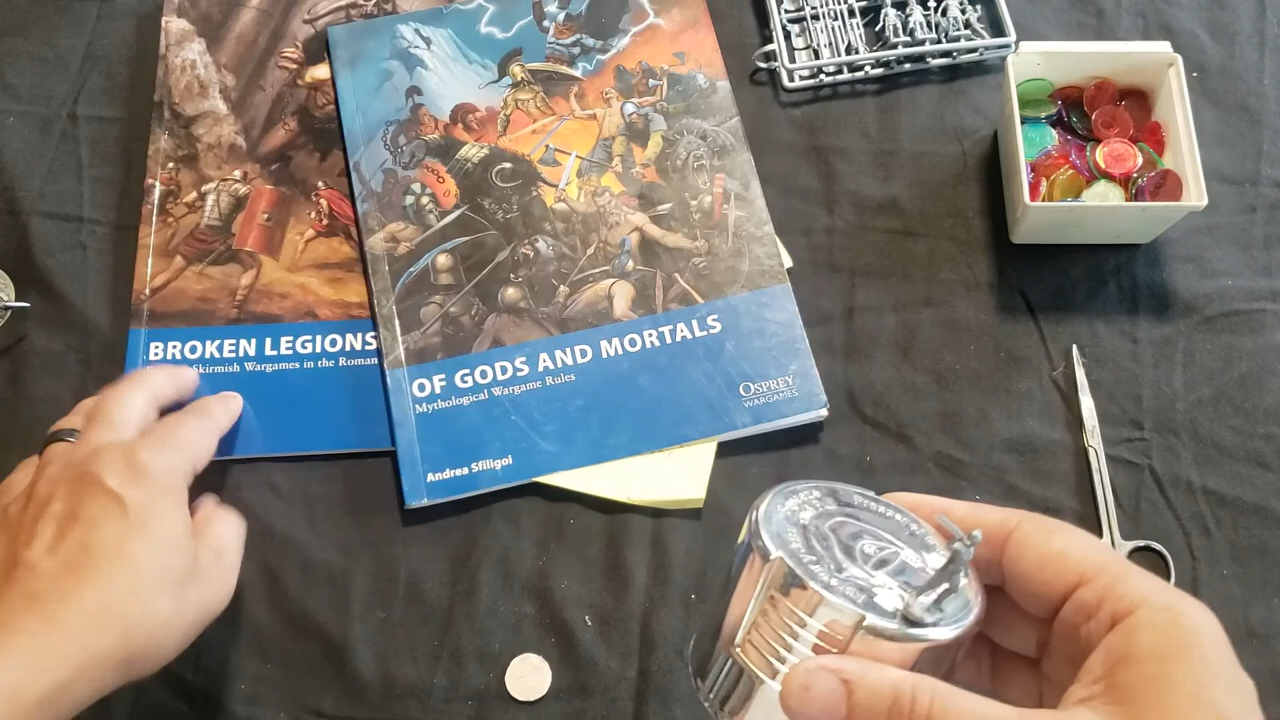 BROKEN LEGIONS
Skirmish Wargames in the Roman
OF GODS AND MORTALS
Mythological Wargame Rules
OSPREY
WARGAMES
Andrea Sfiligoi